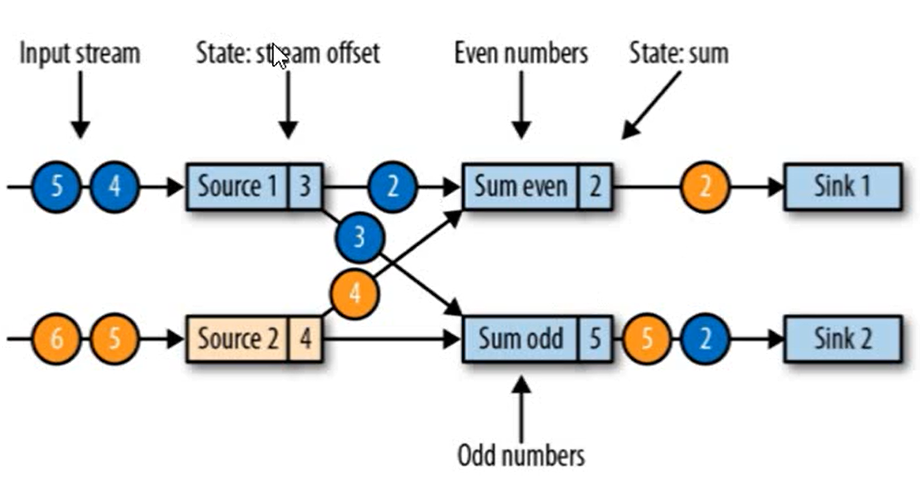 Input stream
State: stream offset
Even numbers
State: sum
5 4 Source 1 3 2 Sum even 2 2 Sink 1
3
4
6 5 Source 2 4 Sum odd 5 5 2 Sink 2
Odd numbers